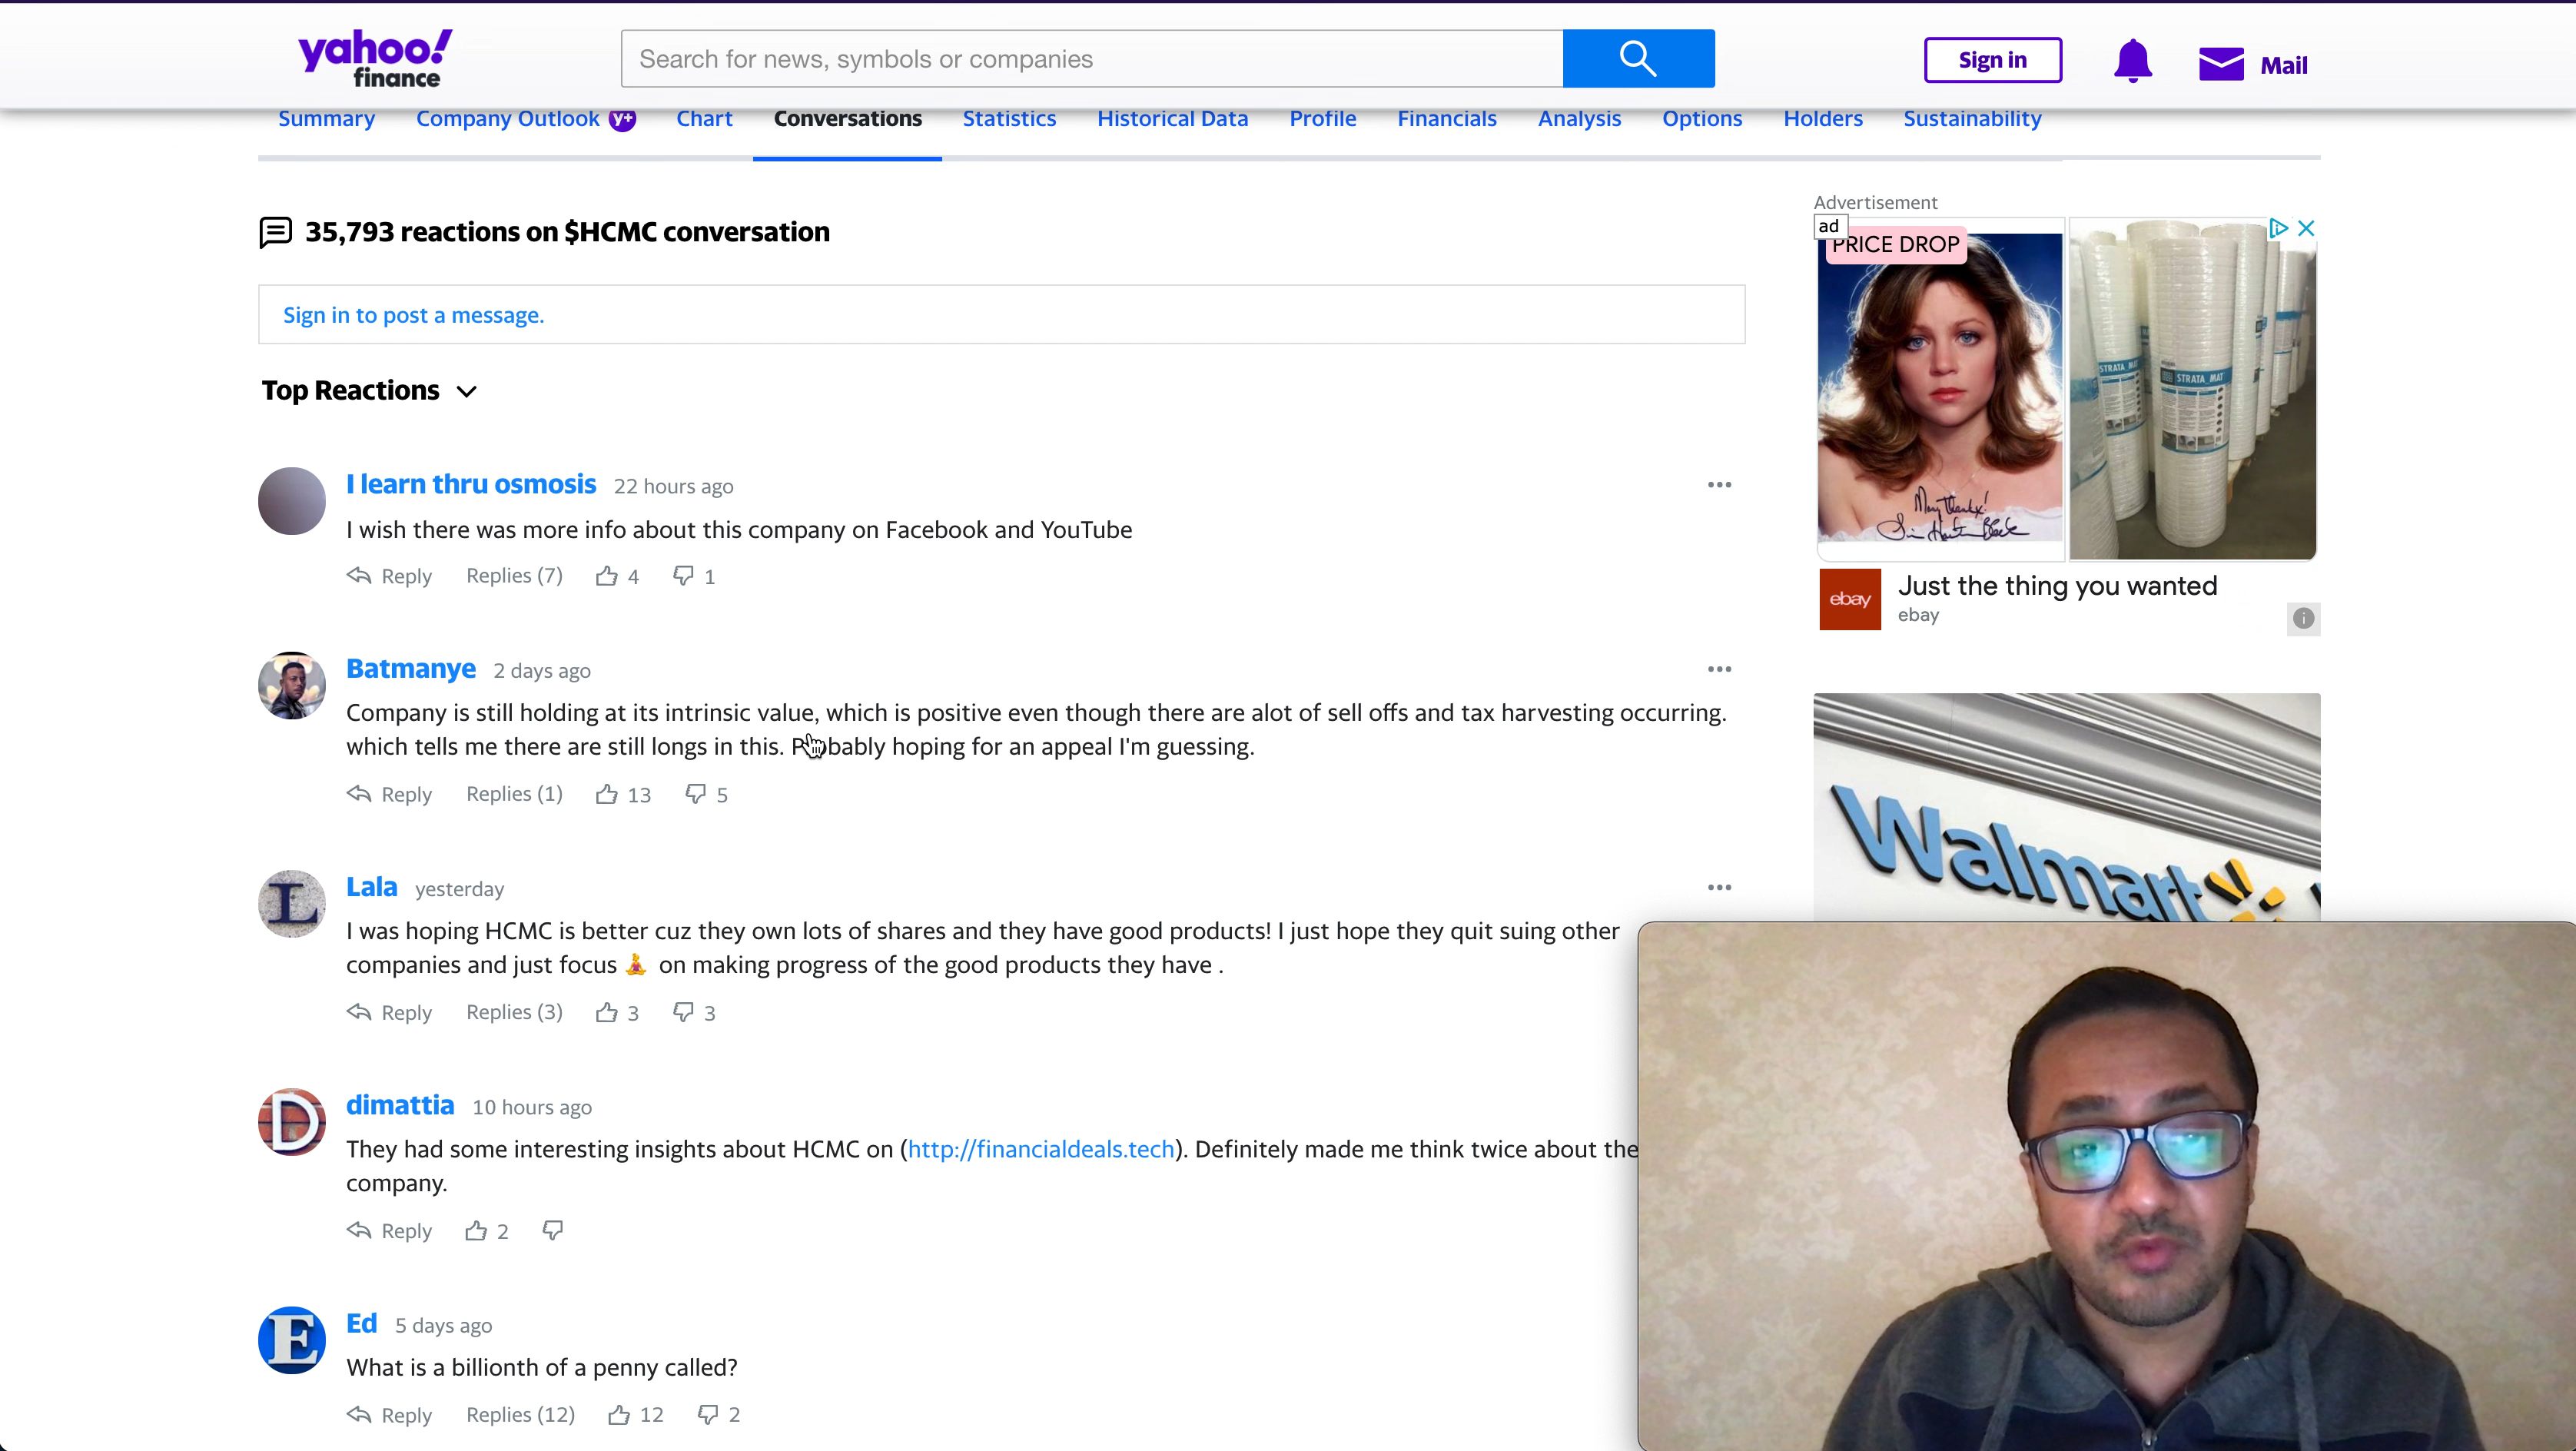 yahoo!
finance
Search for news, symbols or companies
Sign in
Mail
Summary Company Outlook y+ Chart Conversations Statistics Historical Data Profile Financials Analysis Options Holders Sustainability
35,793 reactions on $HCMC conversation
Sign in to post a message.
Top Reactions
I learn thru osmosis 22 hours ago
I wish there was more info about this company on Facebook and YouTube
Reply Replies (7) 4 1
Batmanye 2 days ago
Company is still holding at its intrinsic value, which is positive even though there are alot of sell offs and tax harvesting occurring.
which tells me there are still longs in this. Probably hoping for an appeal I'm guessing.
Reply Replies (1) 13 5
L
Lala yesterday
I was hoping HCMC is better cuz they own lots of shares and they have good products! I just hope they quit suing other
companies and just focus 🧘 on making progress of the good products they have .
Reply Replies (3) 3 3
D
dimattia 10 hours ago
They had some interesting insights about HCMC on (http://financialdeals.tech). Definitely made me think twice about the
company.
Reply 2
E
Ed 5 days ago
What is a billionth of a penny called?
Reply Replies (12) 12 2
Advertisement
ad
PRICE DROP
STRATA_MAT
ebay
Just the thing you wanted
ebay
Walmart